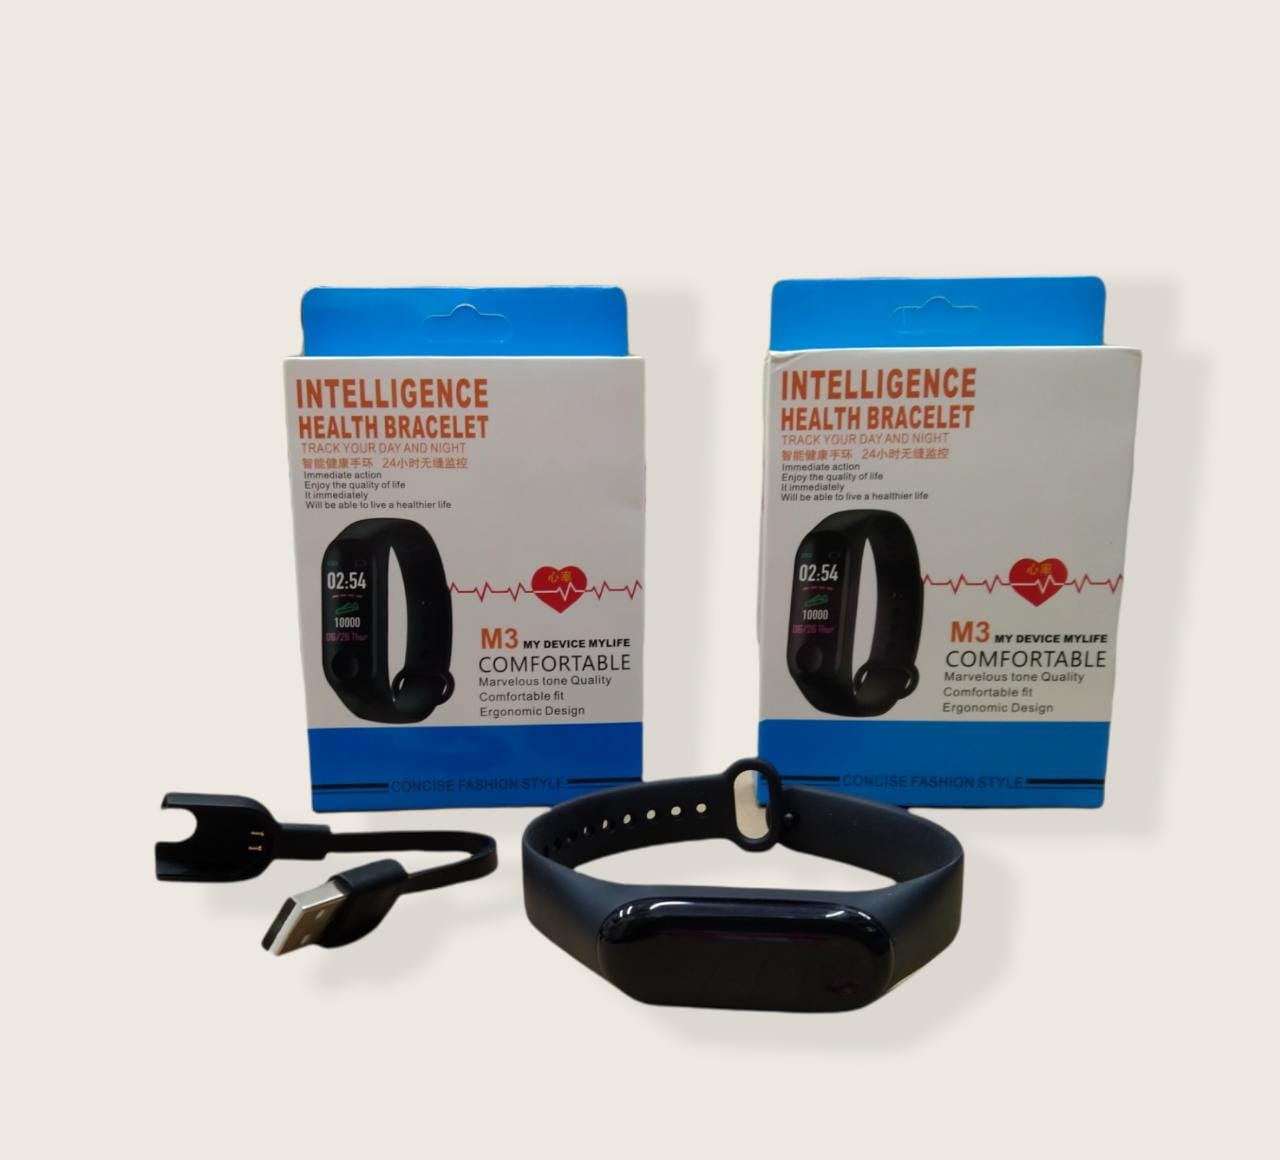 INTELLIGENCE
HEALTH BRACELET
TRACK YOUR DAY AND NIGHT
智能健康手环 24小时无缝监控
Immediate action
Enjoy the quality of life
It immediately
Will be able to live a healthier life
02:54
10000
06/26 Thur
心率
M3 MY DEVICE MYLIFE
COMFORTABLE
Marvelous tone Quality
Comfortable fit
Ergonomic Design
CONCISE FASHION STYLE
INTELLIGENCE
HEALTH BRACELET
TRACK YOUR DAY AND NIGHT
智能健康手环 24小时无缝监控
Immediate action
Enjoy the quality of life
It immediately
Will be able to live a healthier life
02:54
10000
06/26 Thur
心率
M3 MY DEVICE MYLIFE
COMFORTABLE
Marvelous tone Quality
Comfortable fit
Ergonomic Design
CONCISE FASHION STYLE